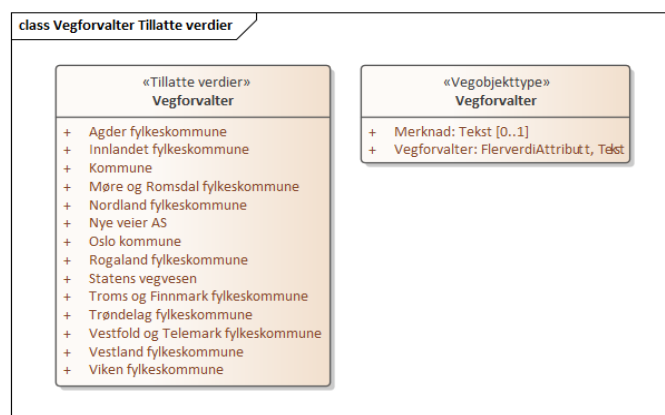 class Vegforvalter Tillatte verdier
«Tillatte verdier»
Vegforvalter
+ Agder fylkeskommune
+ Innlandet fylkeskommune
+ Kommune
+ Møre og Romsdal fylkeskommune
+ Nordland fylkeskommune
+ Nye veier AS
+ Oslo kommune
+ Rogaland fylkeskommune
+ Statens vegvesen
+ Troms og Finnmark fylkeskommune
+ Trøndelag fylkeskommune
+ Vestfold og Telemark fylkeskommune
+ Vestland fylkeskommune
+ Viken fylkeskommune
«Vegobjekttype»
Vegforvalter
+ Merknad: Tekst [0..1]
+ Vegforvalter: FlerverdiAttributt, Tekst